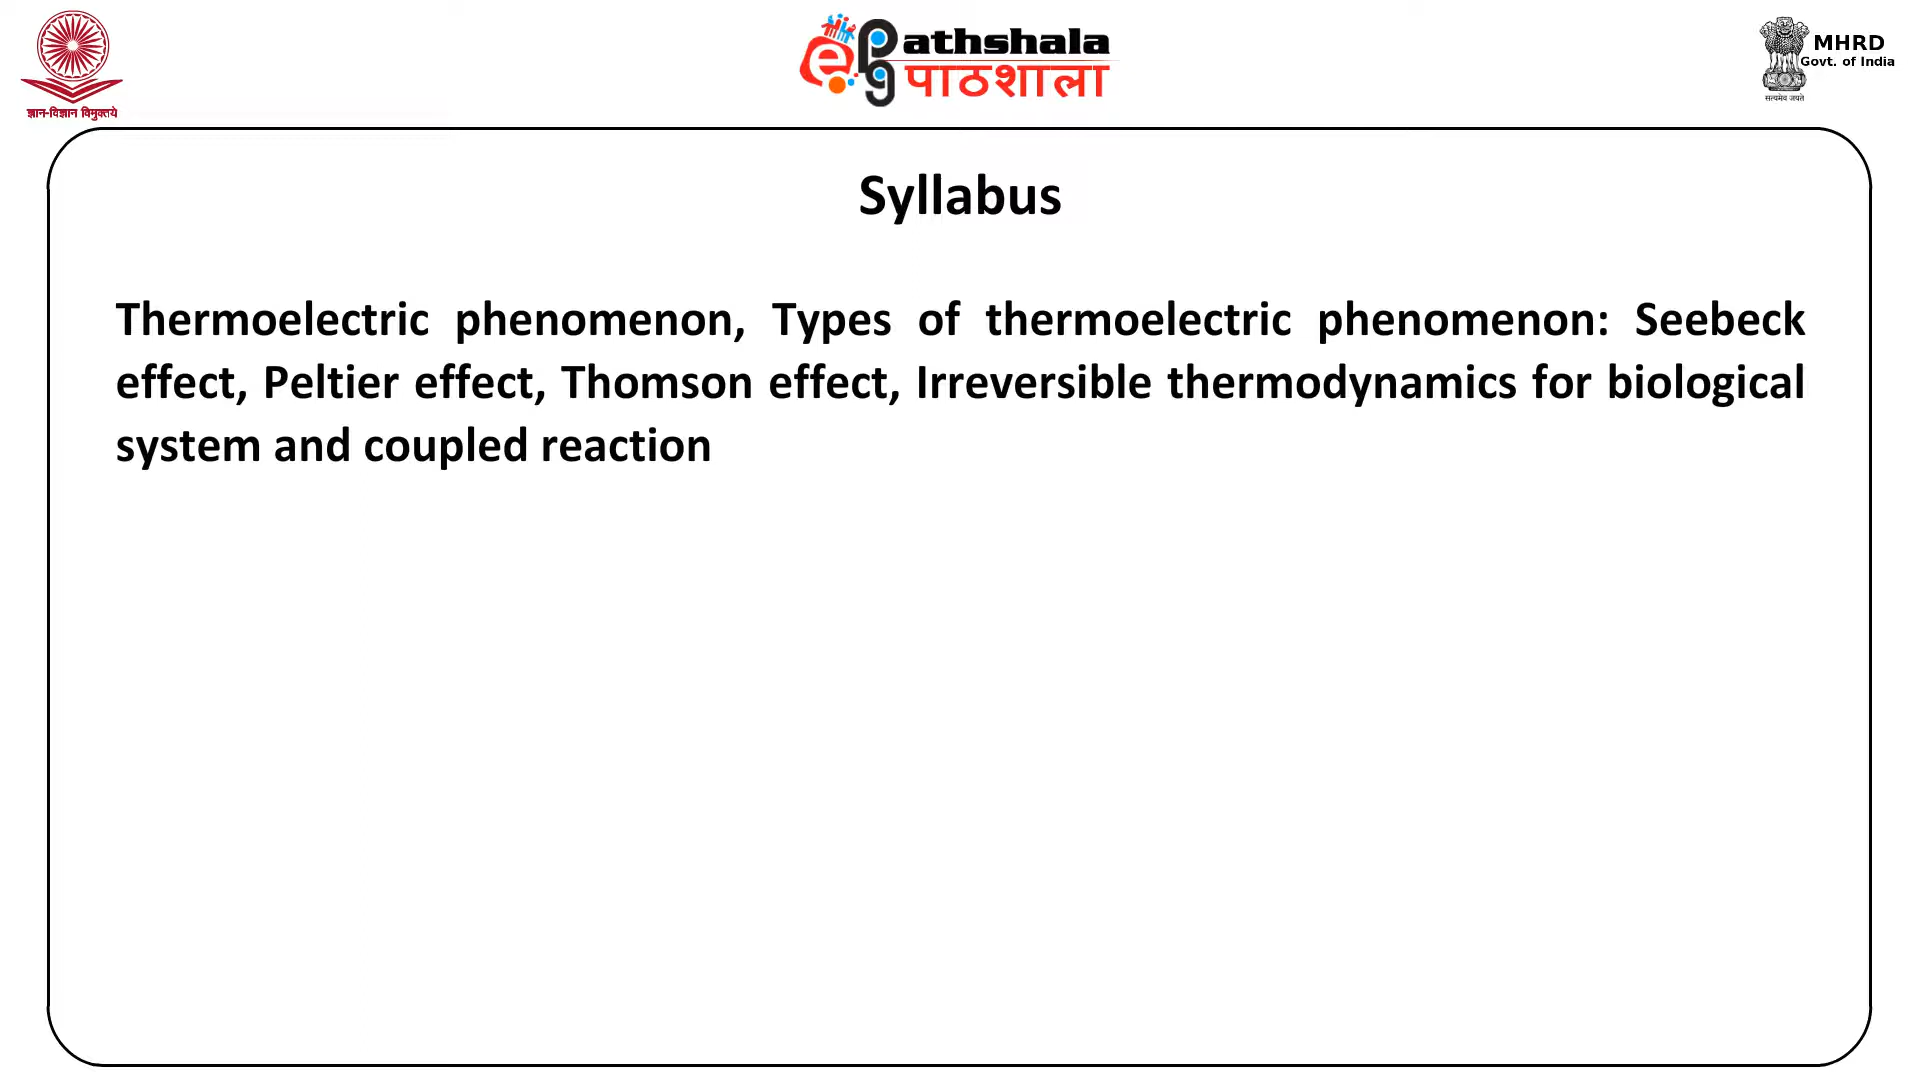 ज्ञान-विज्ञान विमुक्तये
e pg athshala
पाठशाला
MHRD
Govt. of India
सत्यमेव जयते
Syllabus
Thermoelectric phenomenon, Types of thermoelectric phenomenon: Seebeck
effect, Peltier effect, Thomson effect, Irreversible thermodynamics for biological
system and coupled reaction